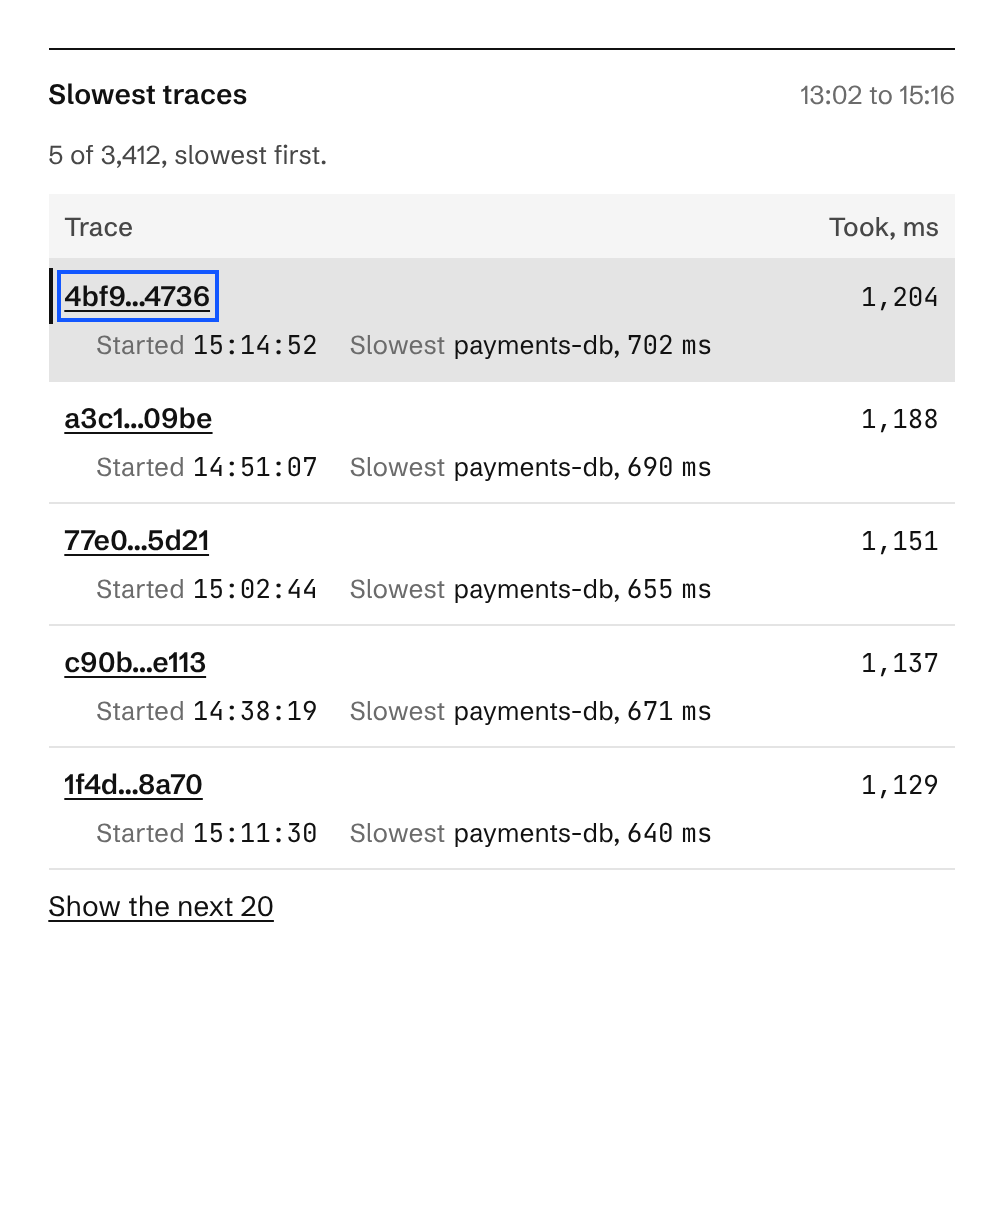 Slowest traces 13:02 to 15:16
5 of 3,412, slowest first.
Trace Took, ms
4bf9...4736 1,204
Started 15:14:52 Slowest payments-db, 702 ms
a3c1...09be 1,188
Started 14:51:07 Slowest payments-db, 690 ms
77e0...5d21 1,151
Started 15:02:44 Slowest payments-db, 655 ms
c90b...e113 1,137
Started 14:38:19 Slowest payments-db, 671 ms
1f4d...8a70 1,129
Started 15:11:30 Slowest payments-db, 640 ms
Show the next 20